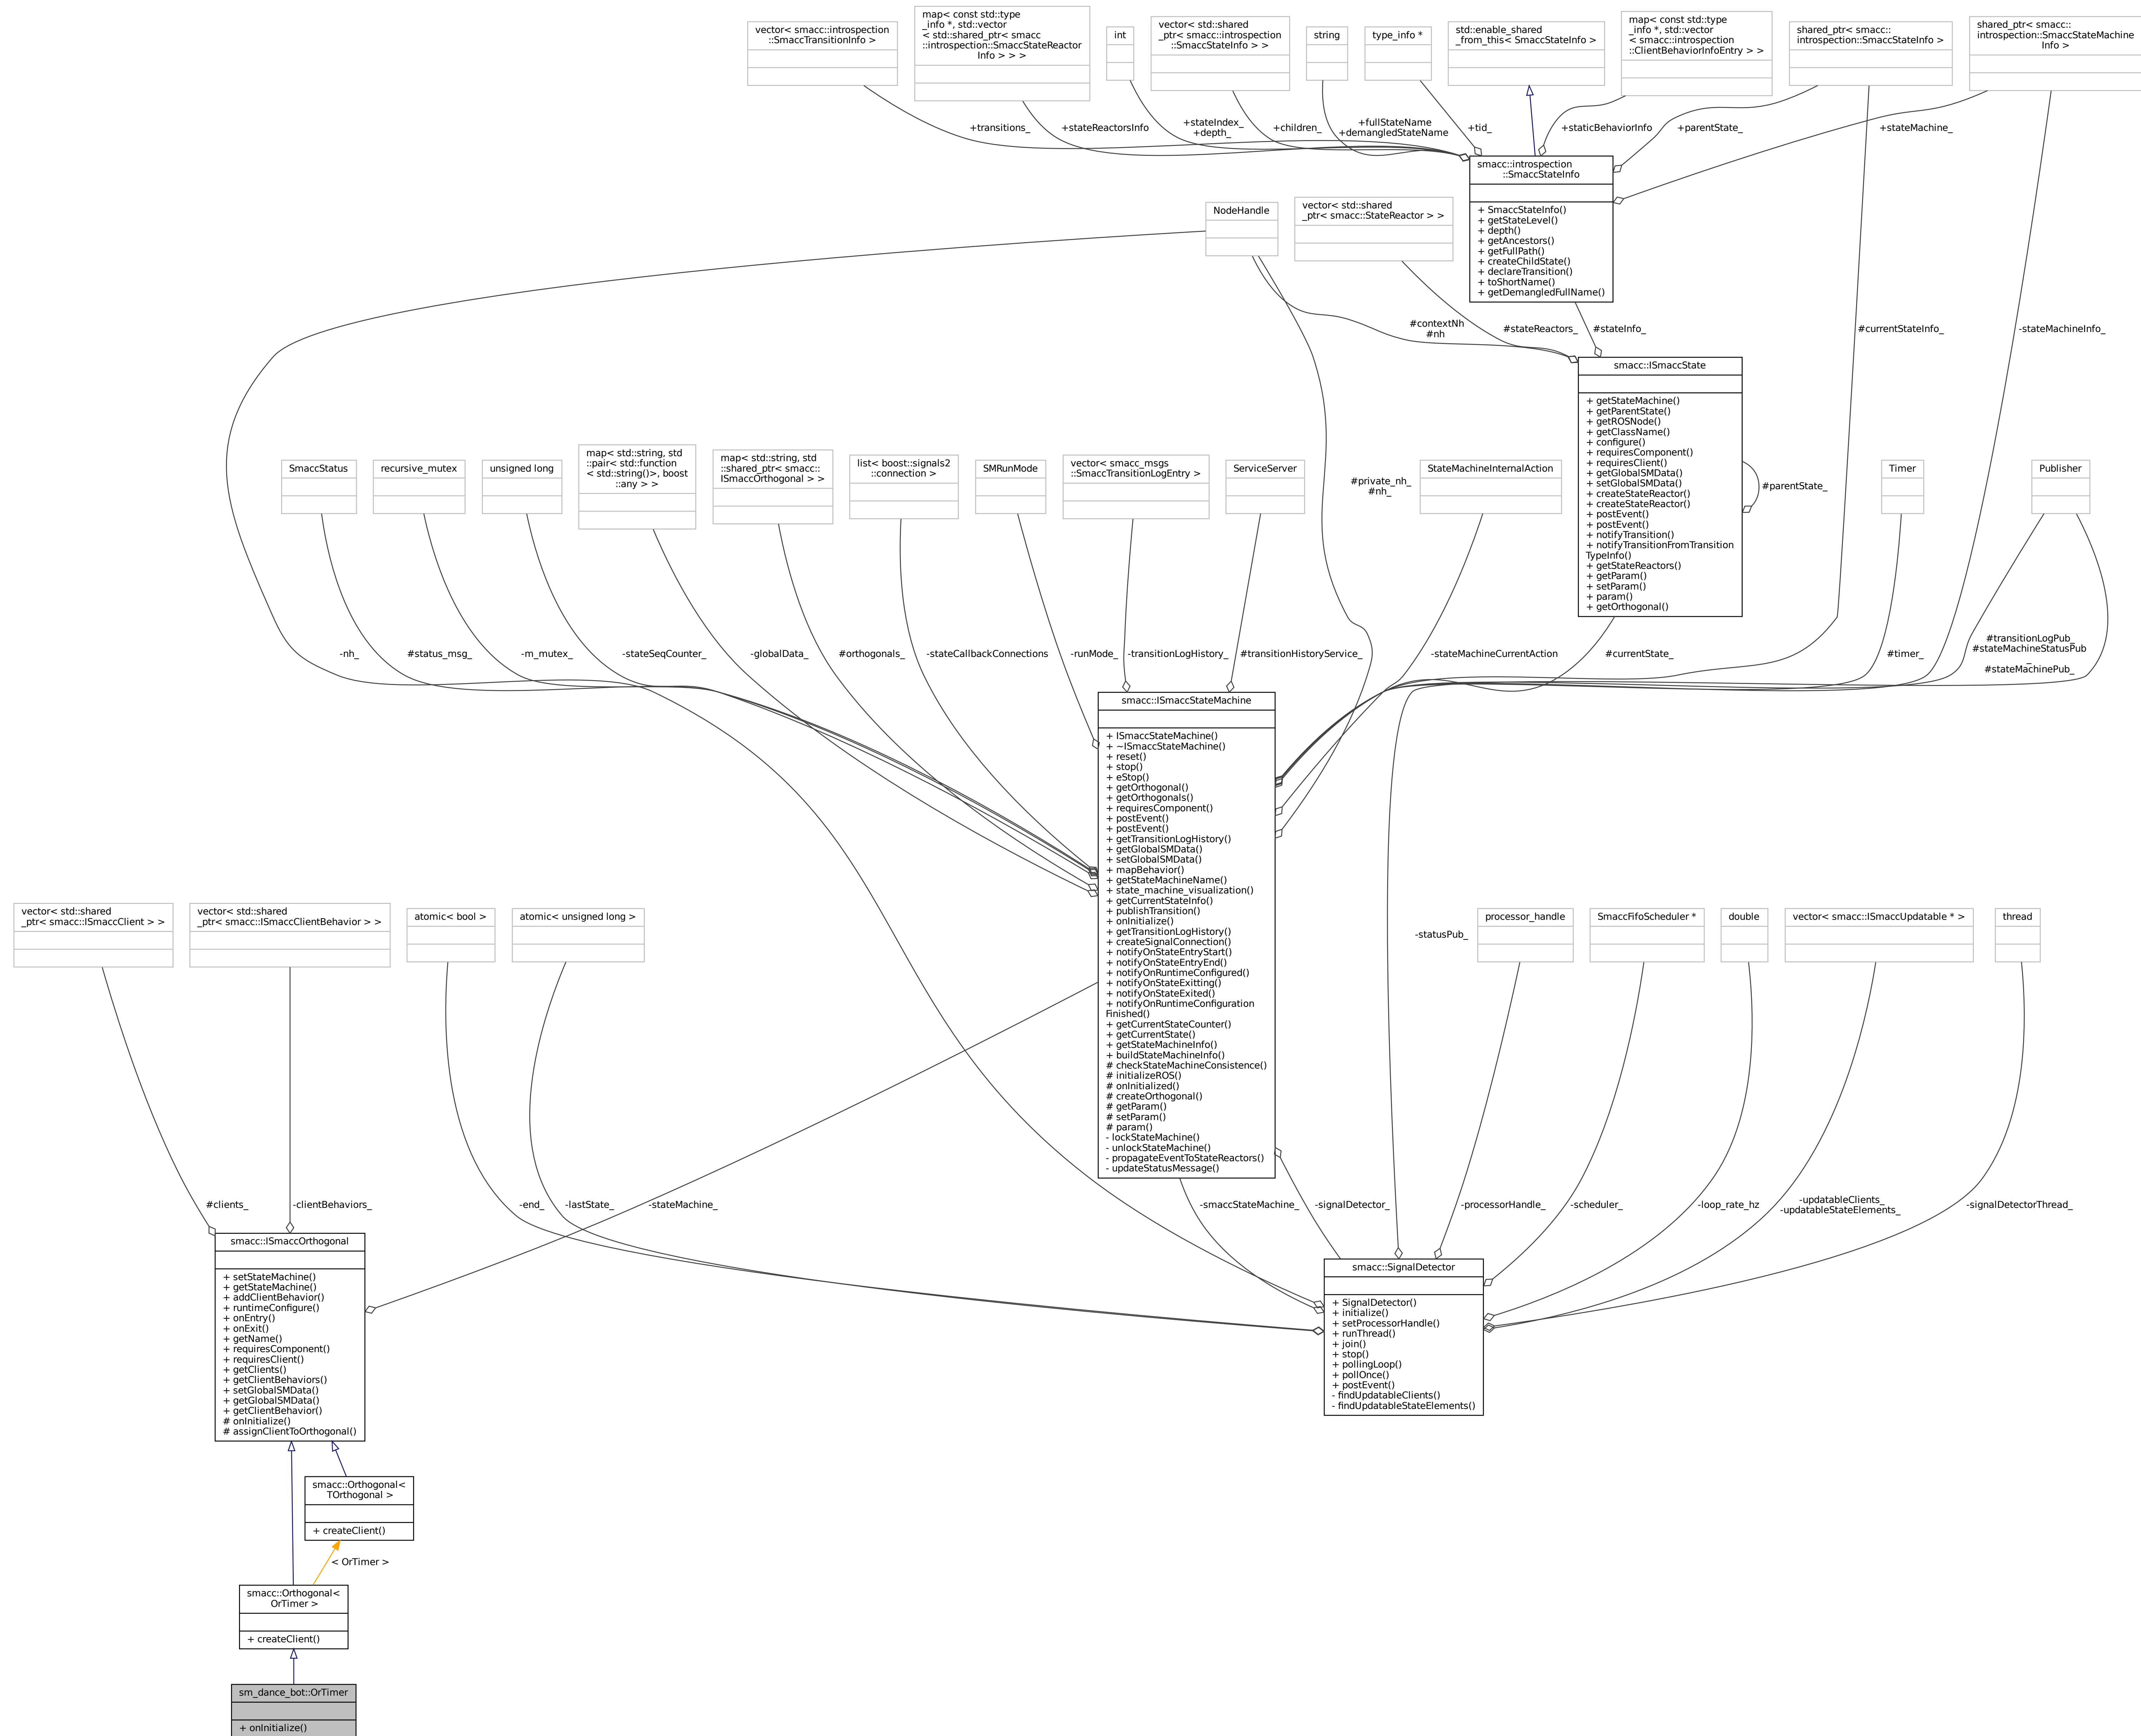 vector< smacc::introspection
::SmaccTransitionInfo >
map< const std::type
_info *, std::vector
< std::shared_ptr< smacc
::introspection::SmaccStateReactor
Info > > >
int
vector< std::shared
_ptr< smacc::introspection
::SmaccStateInfo > >
string
type_info *
std::enable_shared
_from_this< SmaccStateInfo >
map< const std::type
_info *, std::vector
< smacc::introspection
::ClientBehaviorInfoEntry > >
shared_ptr< smacc::
introspection::SmaccStateInfo >
shared_ptr< smacc::
introspection::SmaccStateMachine
Info >
+transitions_
+stateReactorsInfo
+stateIndex_
+depth_
+children_
+fullStateName
+demangledStateName
+tid_
+staticBehaviorInfo
+parentState_
+stateMachine_
smacc::introspection
::SmaccStateInfo
+ SmaccStateInfo()
+ getStateLevel()
+ depth()
+ getAncestors()
+ getFullPath()
+ createChildState()
+ declareTransition()
+ toShortName()
+ getDemangledFullName()
NodeHandle
vector< std::shared
_ptr< smacc::StateReactor > >
#contextNh
#nh
#stateReactors_
#stateInfo_
#currentStateInfo_
-stateMachineInfo_
smacc::ISmaccState
+ getStateMachine()
+ getParentState()
+ getROSNode()
+ getClassName()
+ configure()
+ requiresComponent()
+ requiresClient()
+ getGlobalSMData()
+ setGlobalSMData()
+ createStateReactor()
+ createStateReactor()
+ postEvent()
+ postEvent()
+ notifyTransition()
+ notifyTransitionFromTransition
TypeInfo()
+ getStateReactors()
+ getParam()
+ setParam()
+ param()
+ getOrthogonal()
#parentState_
SmaccStatus
recursive_mutex
unsigned long
map< std::string, std
::pair< std::function
< std::string()>, boost
::any > >
map< std::string, std
::shared_ptr< smacc::
ISmaccOrthogonal > >
list< boost::signals2
::connection >
SMRunMode
vector< smacc_msgs
::SmaccTransitionLogEntry >
ServiceServer
#private_nh_
#nh_
StateMachineInternalAction
Timer
Publisher
-nh_
#status_msg_
-m_mutex_
-stateSeqCounter_
-globalData_
#orthogonals_
-stateCallbackConnections
-runMode_
-transitionLogHistory_
#transitionHistoryService_
-stateMachineCurrentAction
#currentState_
#timer_
#transitionLogPub_
#stateMachineStatusPub
_
#stateMachinePub_
smacc::ISmaccStateMachine
+ ISmaccStateMachine()
+ ~ISmaccStateMachine()
+ reset()
+ stop()
+ eStop()
+ getOrthogonal()
+ getOrthogonals()
+ requiresComponent()
+ postEvent()
+ postEvent()
+ getTransitionLogHistory()
+ getGlobalSMData()
+ setGlobalSMData()
+ mapBehavior()
+ getStateMachineName()
+ state_machine_visualization()
+ getCurrentStateInfo()
+ publishTransition()
+ onInitialize()
+ getTransitionLogHistory()
+ createSignalConnection()
+ notifyOnStateEntryStart()
+ notifyOnStateEntryEnd()
+ notifyOnRuntimeConfigured()
+ notifyOnStateExitting()
+ notifyOnStateExited()
+ notifyOnRuntimeConfiguration
Finished()
+ getCurrentStateCounter()
+ getCurrentState()
+ getStateMachineInfo()
+ buildStateMachineInfo()
# checkStateMachineConsistence()
# initializeROS()
# onInitialized()
# createOrthogonal()
# getParam()
# setParam()
# param()
- lockStateMachine()
- unlockStateMachine()
- propagateEventToStateReactors()
- updateStatusMessage()
vector< std::shared
_ptr< smacc::ISmaccClient > >
vector< std::shared
_ptr< smacc::ISmaccClientBehavior > >
atomic< bool >
atomic< unsigned long >
-statusPub_
processor_handle
SmaccFifoScheduler *
double
vector< smacc::ISmaccUpdatable * >
thread
#clients_
-clientBehaviors_
-end_
-lastState_
-stateMachine_
-smaccStateMachine_
-signalDetector_
-processorHandle_
-scheduler_
-loop_rate_hz
-updatableClients_
-updatableStateElements_
-signalDetectorThread_
smacc::ISmaccOrthogonal
+ setStateMachine()
+ getStateMachine()
+ addClientBehavior()
+ runtimeConfigure()
+ onEntry()
+ onExit()
+ getName()
+ requiresComponent()
+ requiresClient()
+ getClients()
+ getClientBehaviors()
+ setGlobalSMData()
+ getGlobalSMData()
+ getClientBehavior()
# onInitialize()
# assignClientToOrthogonal()
smacc::SignalDetector
+ SignalDetector()
+ initialize()
+ setProcessorHandle()
+ runThread()
+ join()
+ stop()
+ pollingLoop()
+ pollOnce()
+ postEvent()
- findUpdatableClients()
- findUpdatableStateElements()
smacc::Orthogonal<
TOrthogonal >
+ createClient()
< OrTimer >
smacc::Orthogonal<
OrTimer >
+ createClient()
sm_dance_bot::OrTimer
+ onInitialize()